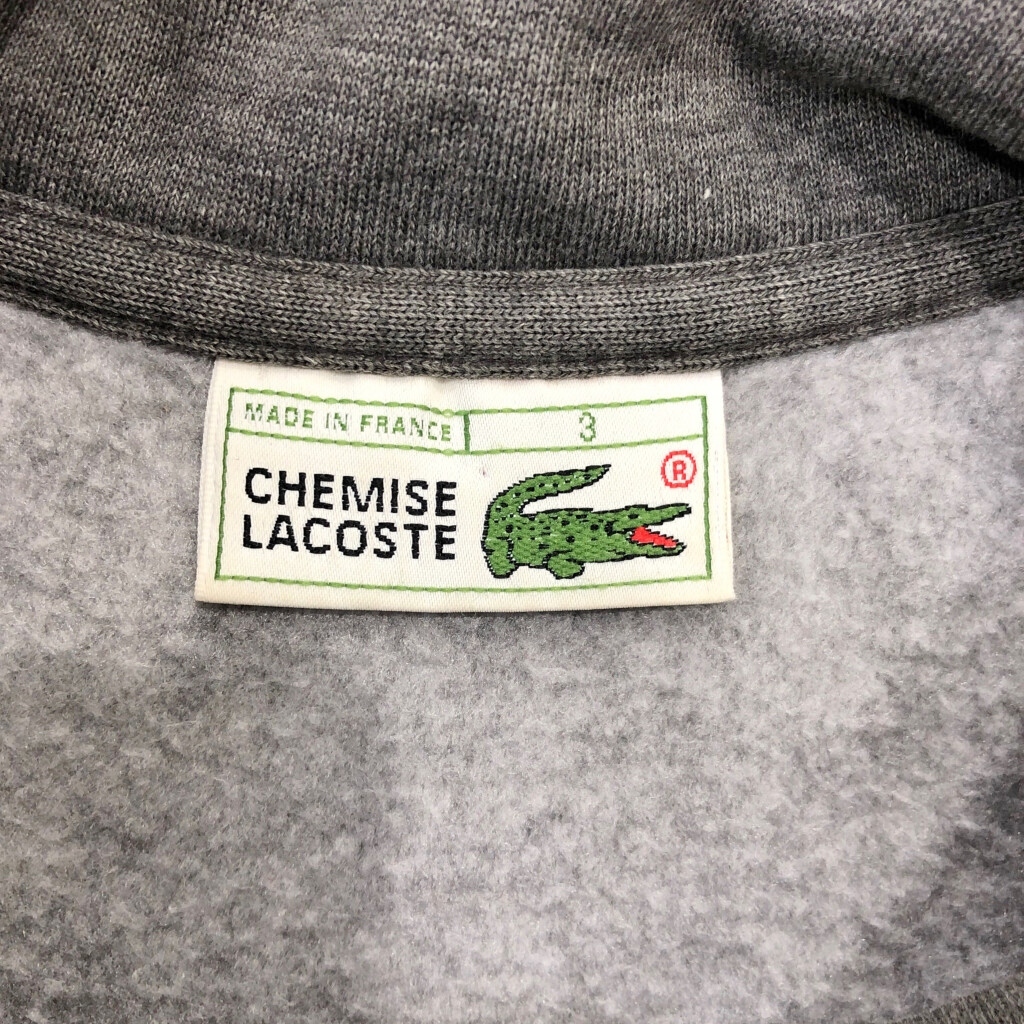 MADE IN FRANCE 3
CHEMISE
LACOSTE
®